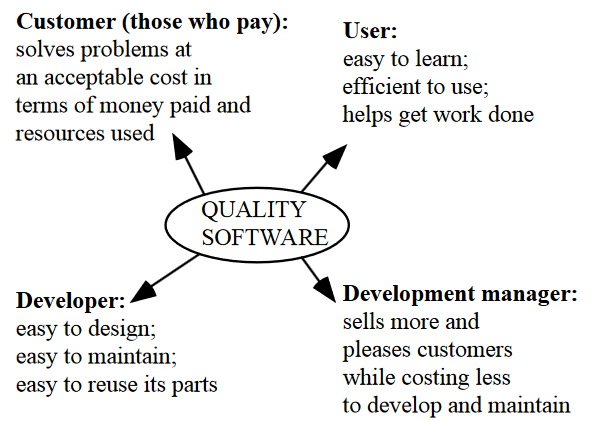 Customer (those who pay):
solves problems at
an acceptable cost in
terms of money paid and
resources used
User:
easy to learn;
efficient to use;
helps get work done
QUALITY
SOFTWARE
Developer:
easy to design;
easy to maintain;
easy to reuse its parts
Development manager:
sells more and
pleases customers
while costing less
to develop and maintain